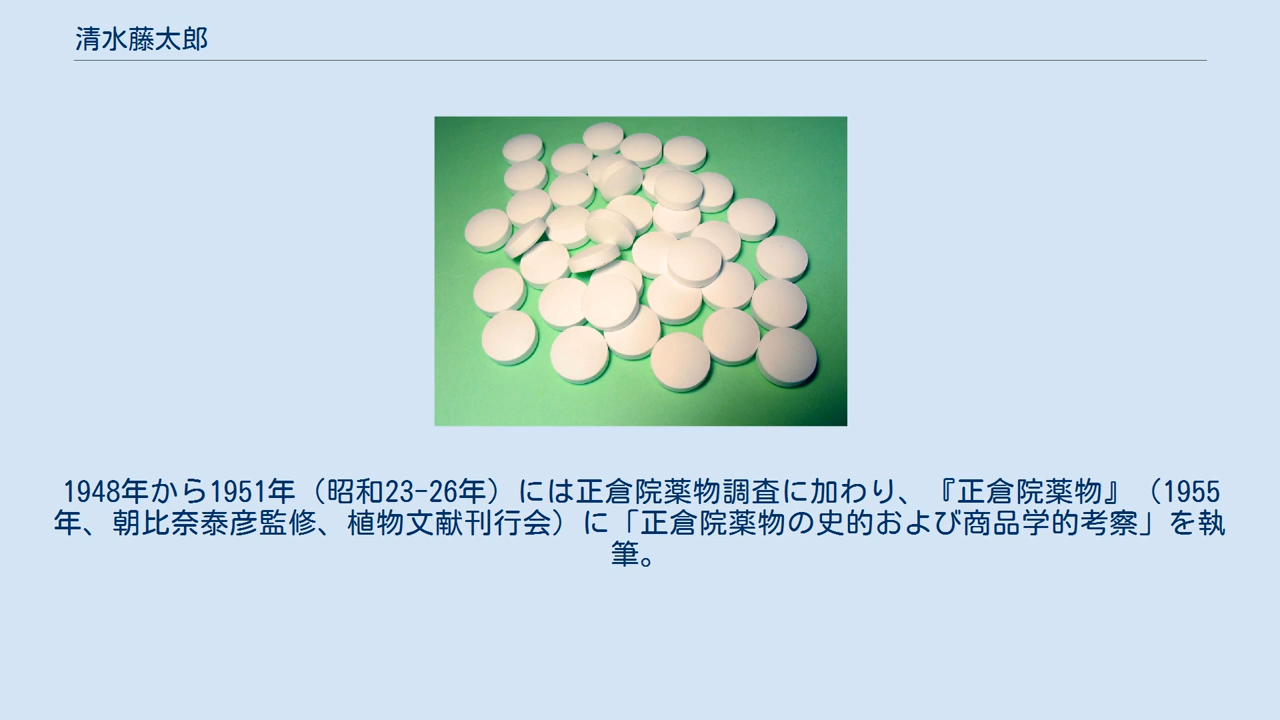 清水藤太郎
1948年から1951年（昭和23-26年）には正倉院薬物調査に加わり、『正倉院薬物』（1955
年、朝比奈泰彦監修、植物文献刊行会）に「正倉院薬物の史的および商品学的考察」を執
筆。